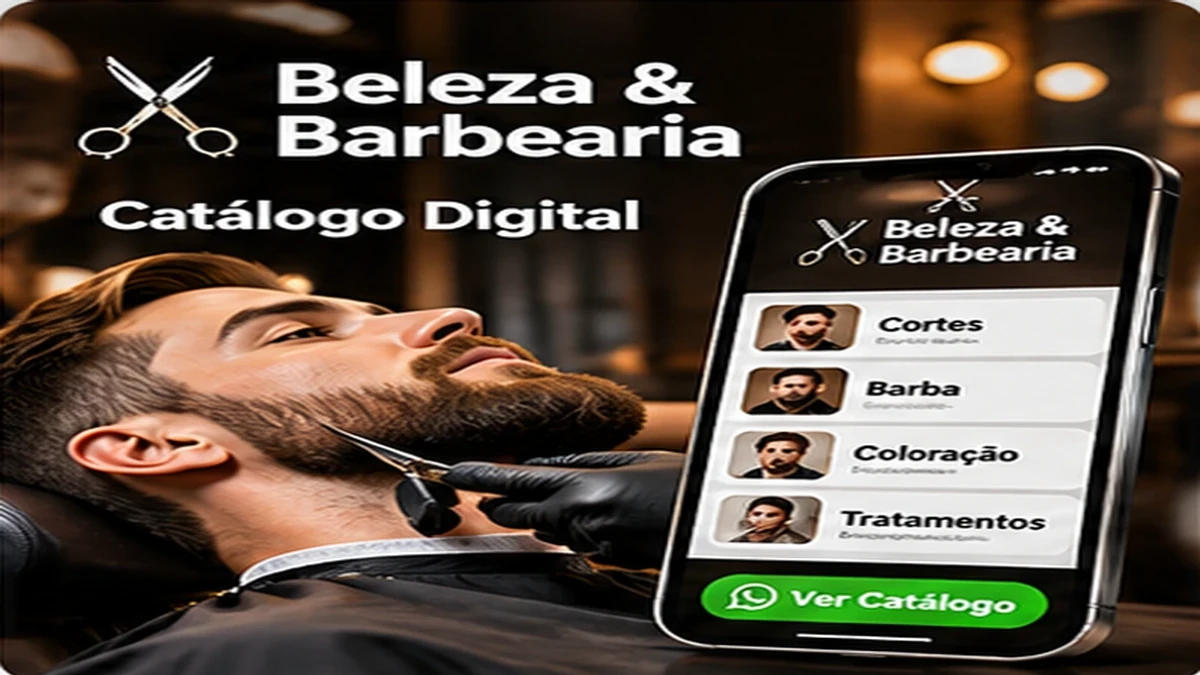 Beleza &
Barbearia
Catálogo Digital
Beleza &
Barbearia
Cortes
Barba
Coloração
Tratamentos
Ver Catálogo